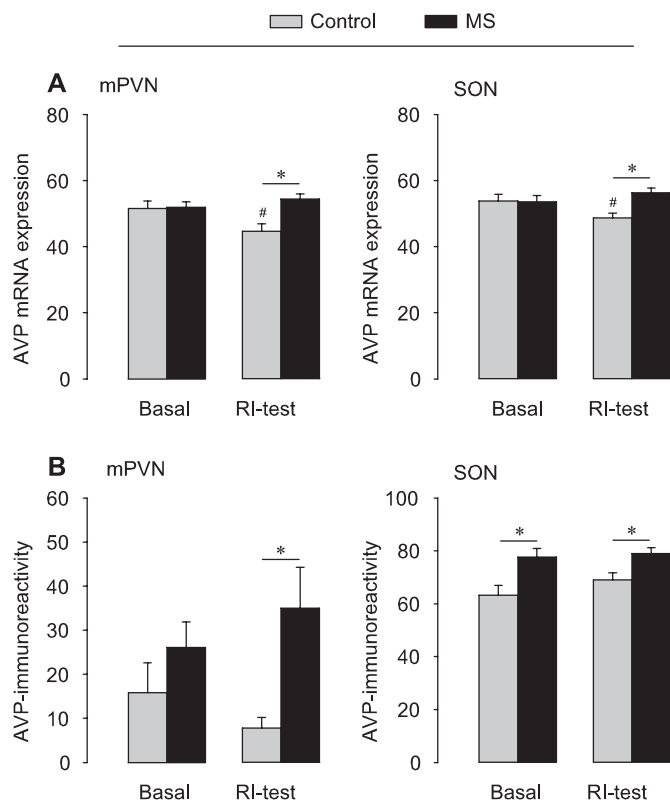 Control MS
A mPVN SON
80 80
* *
60 60
# #
40 40
20 20
0 0
AVP mRNA expression AVP mRNA expression
Basal RI-test Basal RI-test
B mPVN SON
60 100
50 * * *
80
40
60
30
40
20
20
10
0 0
AVP-immunoreactivity AVP-immunoreactivity
Basal RI-test Basal RI-test